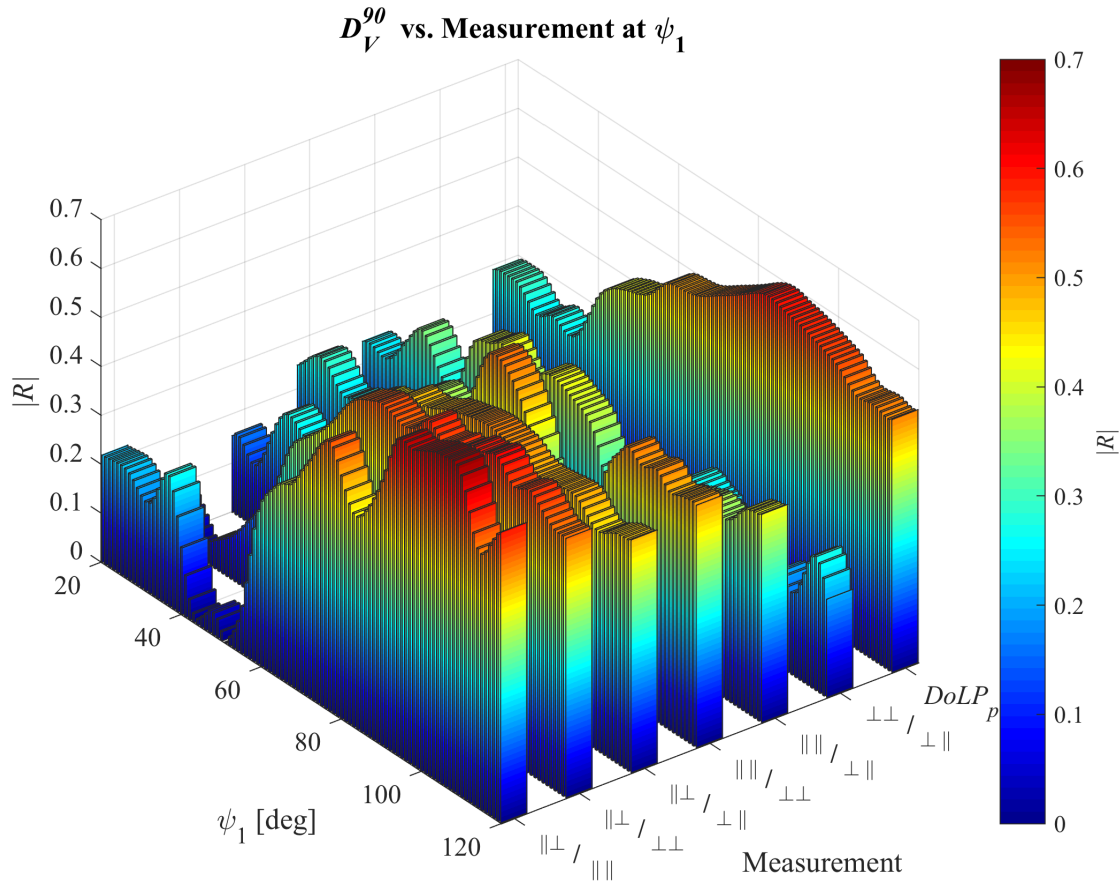 D_V^90 vs. Measurement at ψ_1
|R|
0.7
0.6
0.5
0.4
0.3
0.2
0.1
0
20
40
60
80
100
120
ψ_1 [deg]
∥⊥ / ∥∥
∥⊥ / ⊥⊥
∥⊥ / ⊥∥
∥∥ / ⊥⊥
∥∥ / ⊥∥
⊥⊥ / ⊥∥
DoLP_p
Measurement
0.7
0.6
0.5
0.4
0.3
0.2
0.1
0
|R|